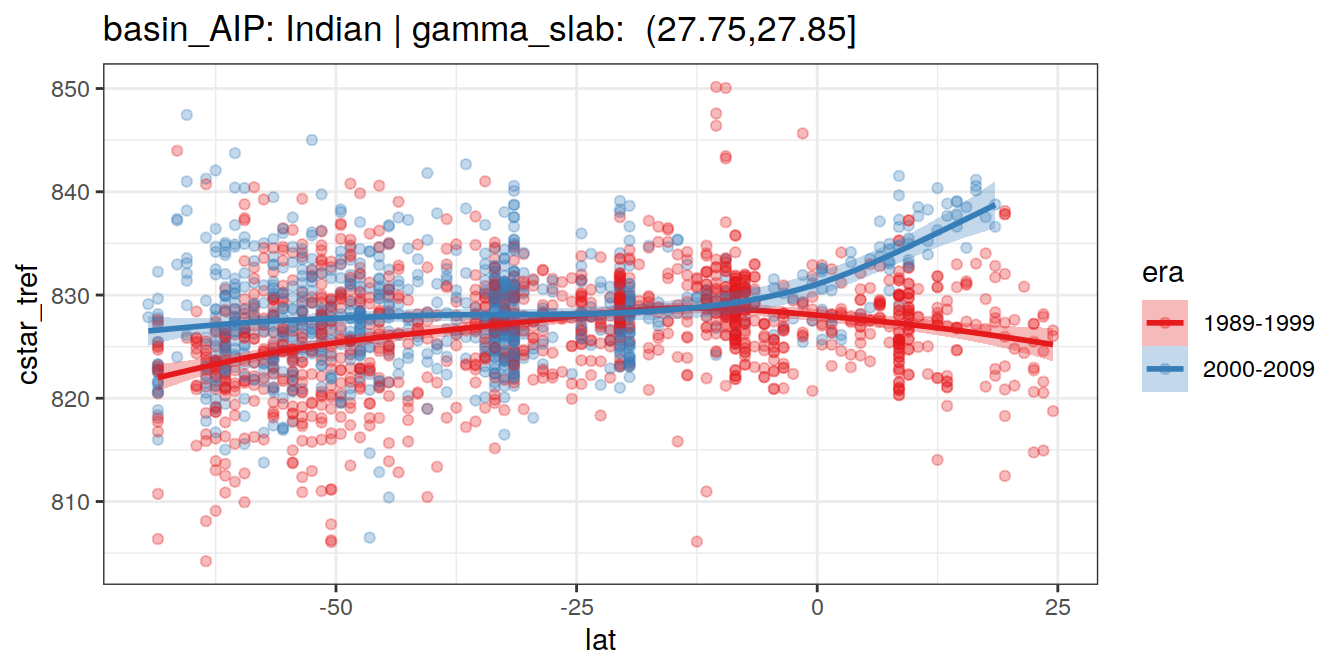 basin_AIP: Indian | gamma_slab:  (27.75,27.85]
850
840
830
820
810
cstar_tref
-50
-25
0
25
lat
era
1989-1999
2000-2009